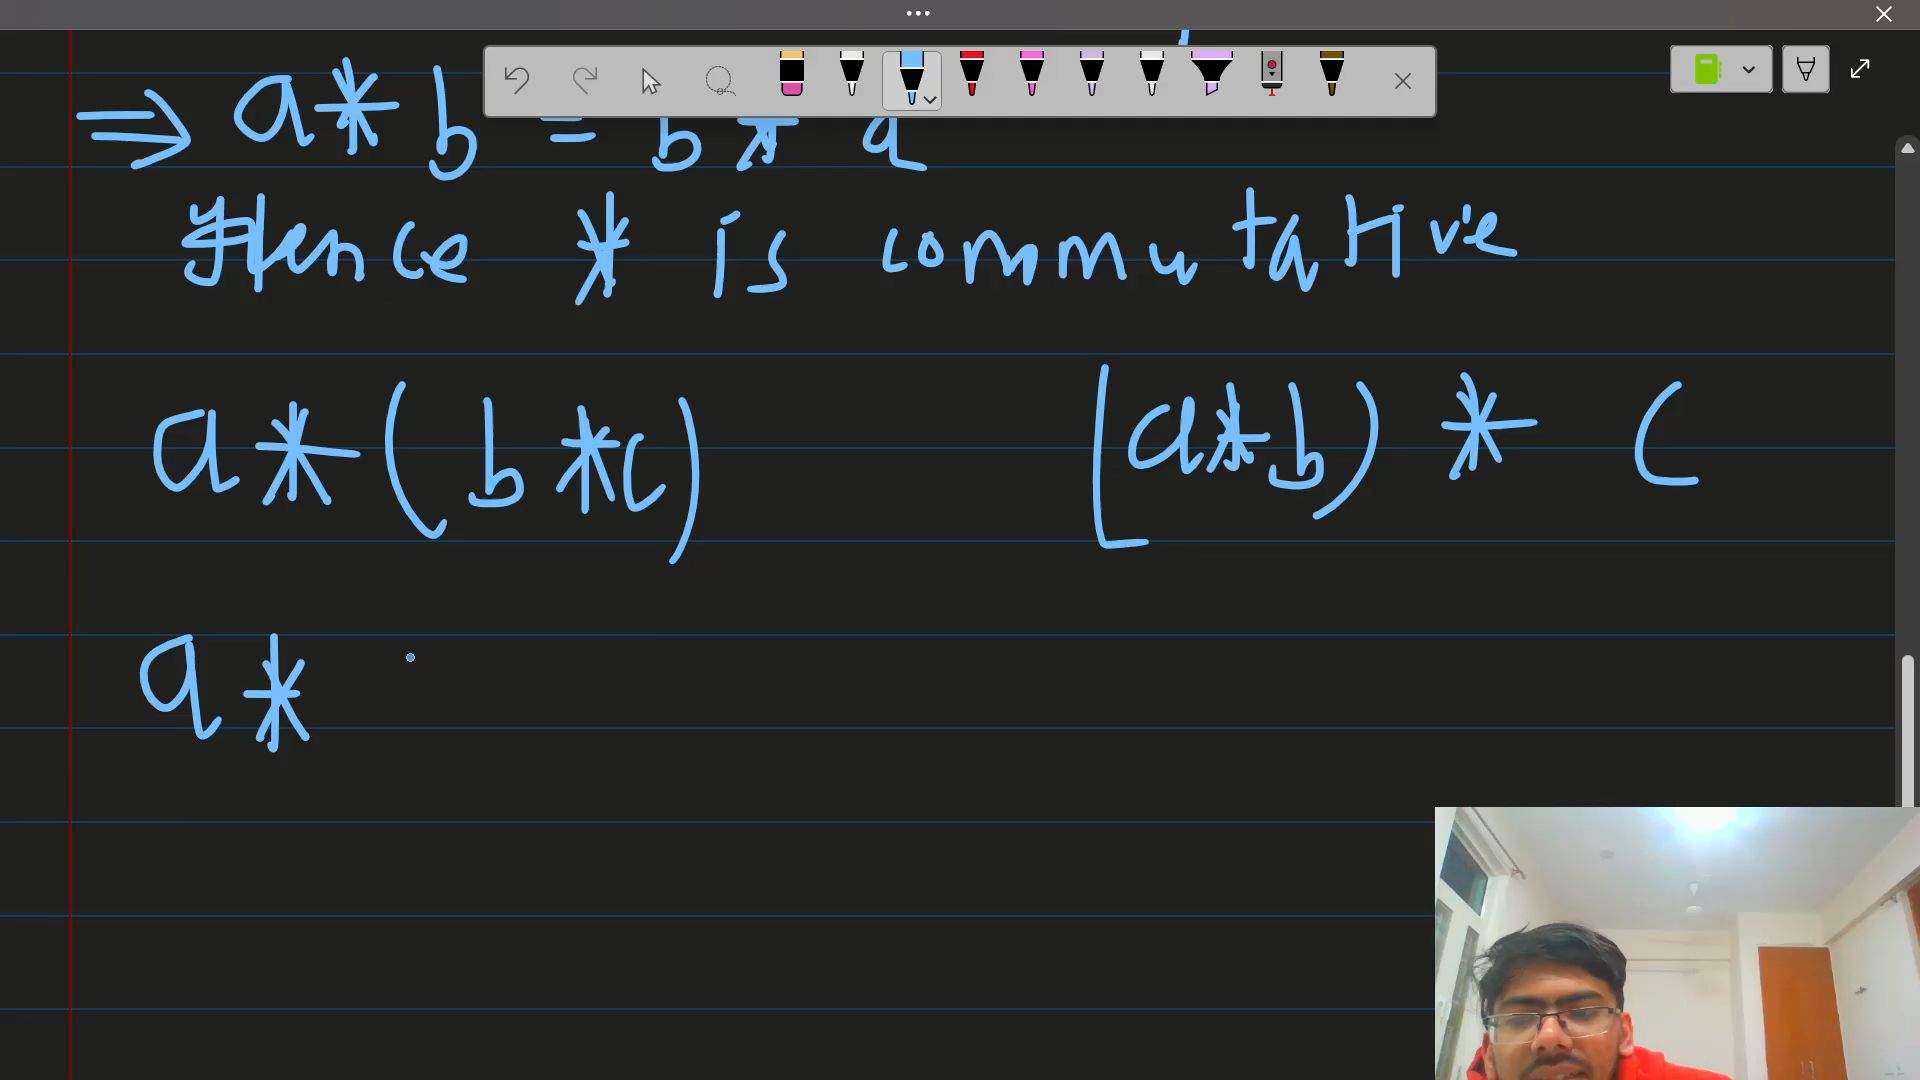 ⇒ a * b = b * a
Hence * is commutative
a * (b * c) (a * b) * c
a *